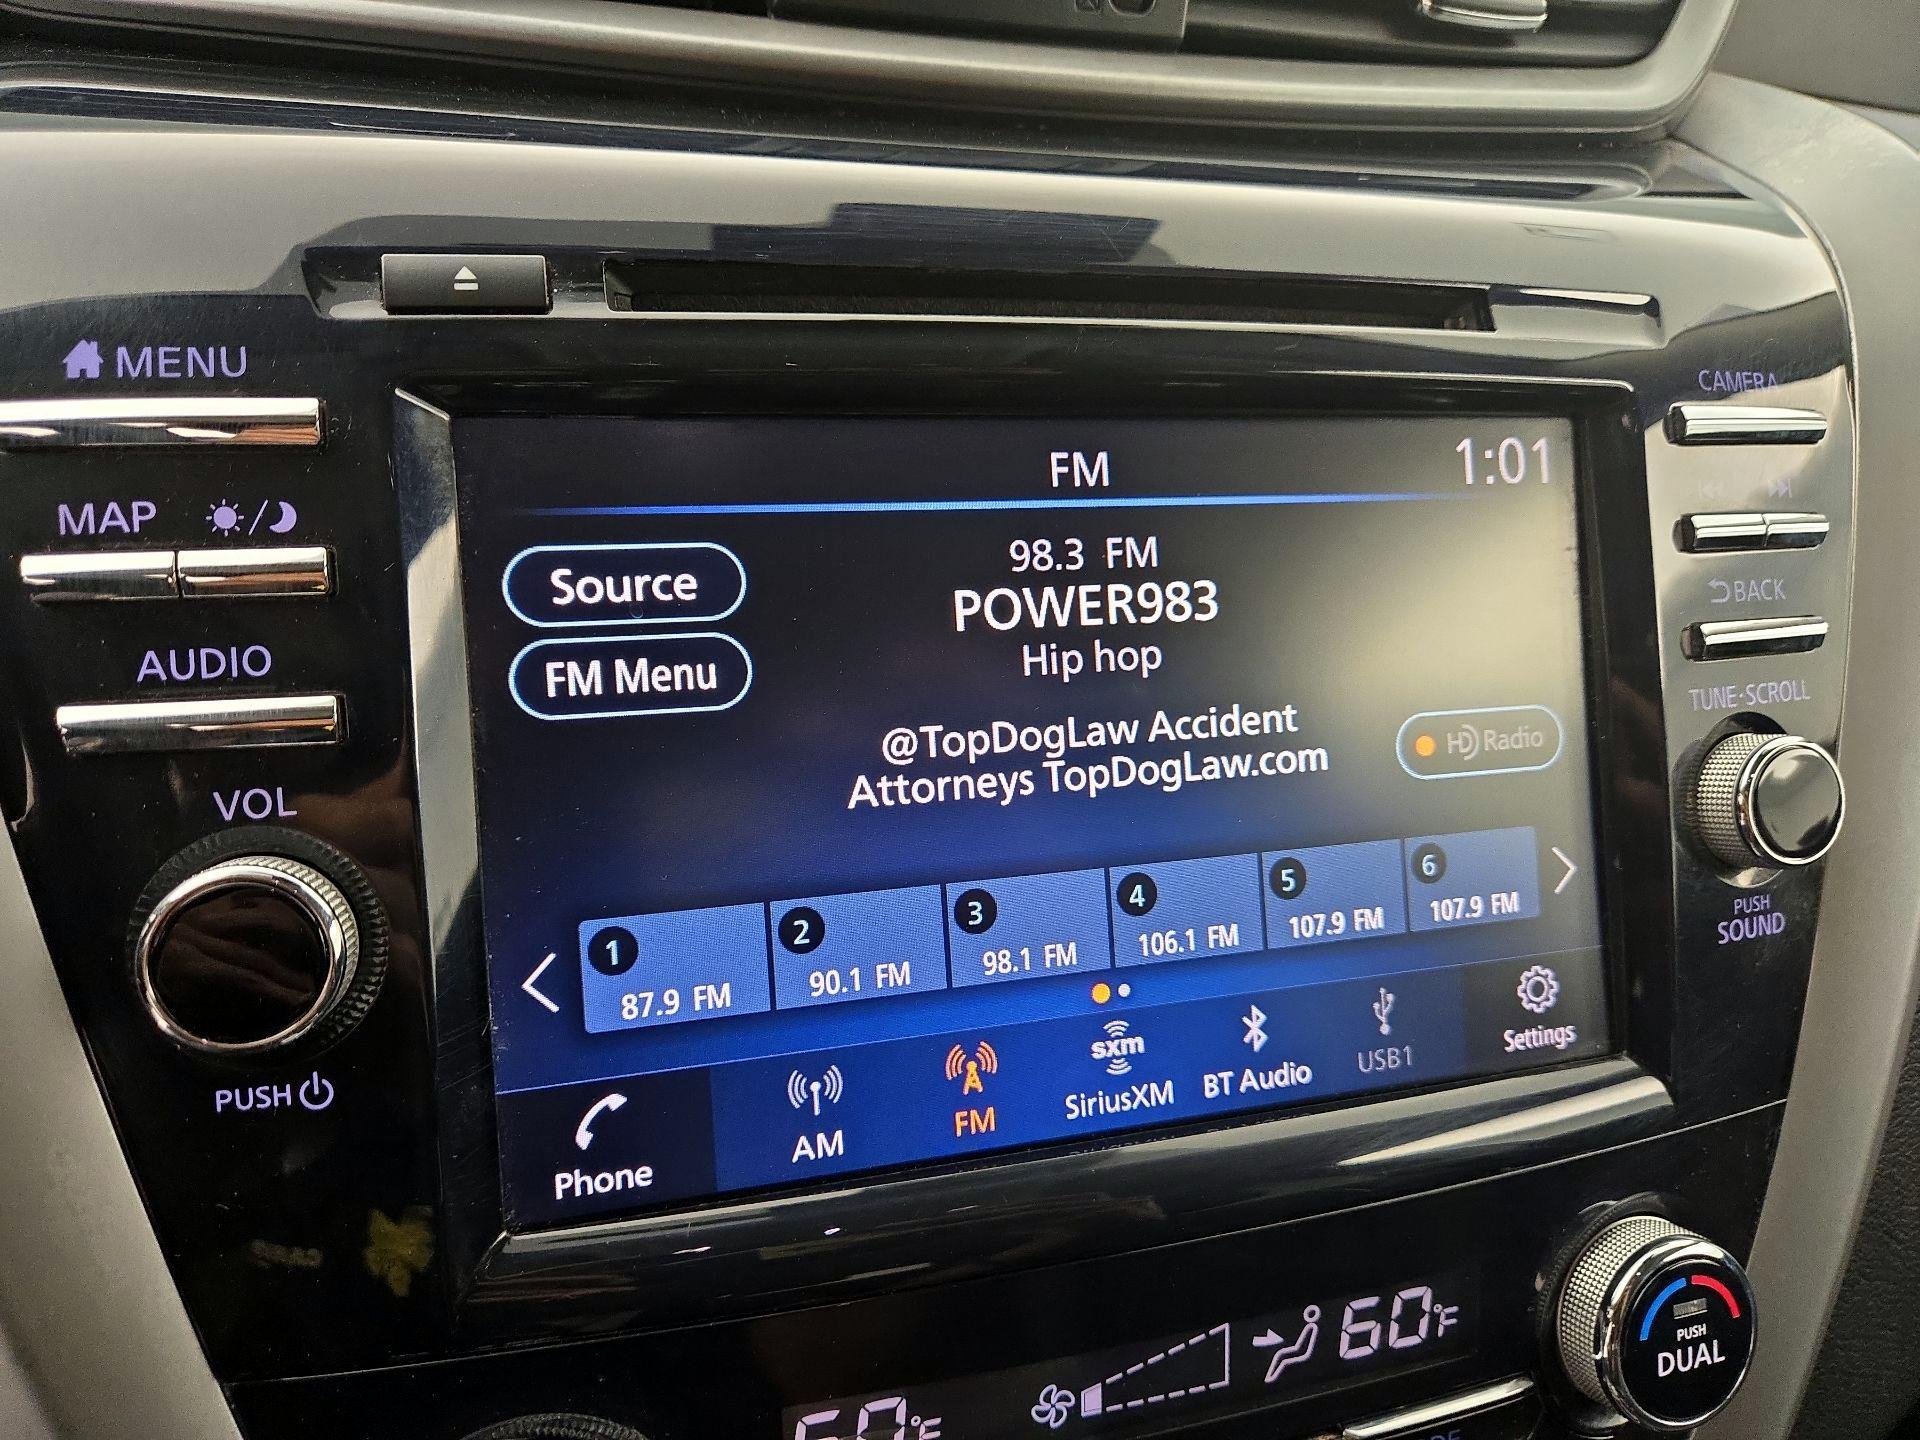 MENU
CAMERA
MAP
AUDIO
VOL
PUSH
FM
1:01
Source
98.3 FM
POWER983
FM Menu
Hip hop
@TopDogLaw Accident
Attorneys TopDogLaw.com
HD Radio
1
2
3
4
5
6
87.9 FM
90.1 FM
98.1 FM
106.1 FM
107.9 FM
107.9 FM
Phone
AM
FM
sxm
SiriusXM
BT Audio
USB1
Settings
BACK
TUNE·SCROLL
PUSH
SOUND
60°F
60°F
PUSH
DUAL